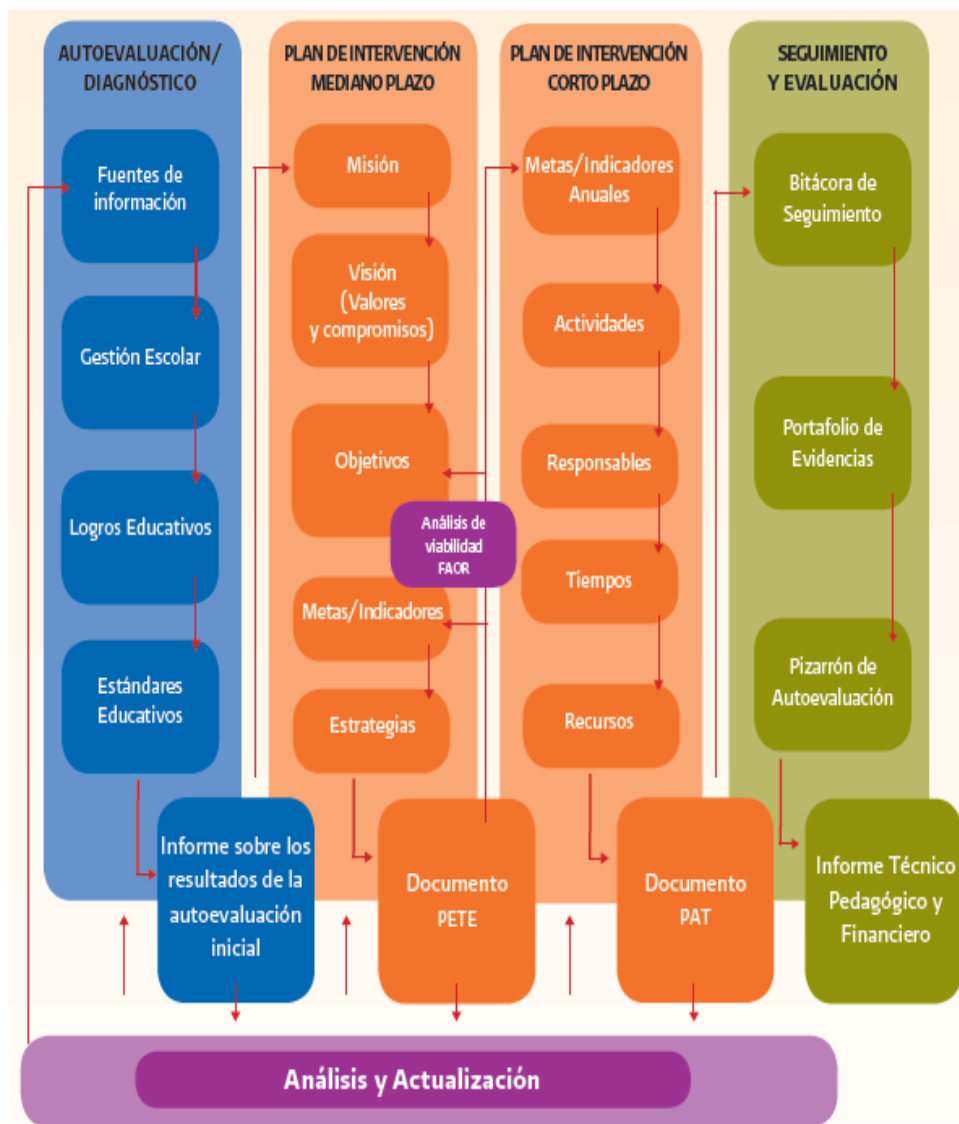 AUTOEVALUACIÓN/
DIAGNÓSTICO
Fuentes de
información
Gestión Escolar
Logros Educativos
Estándares
Educativos
Informe sobre los
resultados de la
autoevaluación
inicial
PLAN DE INTERVENCIÓN
MEDIANO PLAZO
Misión
Visión
(Valores
y compromisos)
Objetivos
Análisis de
viabilidad
FAOR
Metas/Indicadores
Estrategias
Documento
PETE
PLAN DE INTERVENCIÓN
CORTO PLAZO
Metas/Indicadores
Anuales
Actividades
Responsables
Tiempos
Recursos
Documento
PAT
SEGUIMIENTO
Y EVALUACIÓN
Bitácora de
Seguimiento
Portafolio de
Evidencias
Pizarrón de
Autoevaluación
Informe Técnico
Pedagógico y
Financiero
Análisis y Actualización